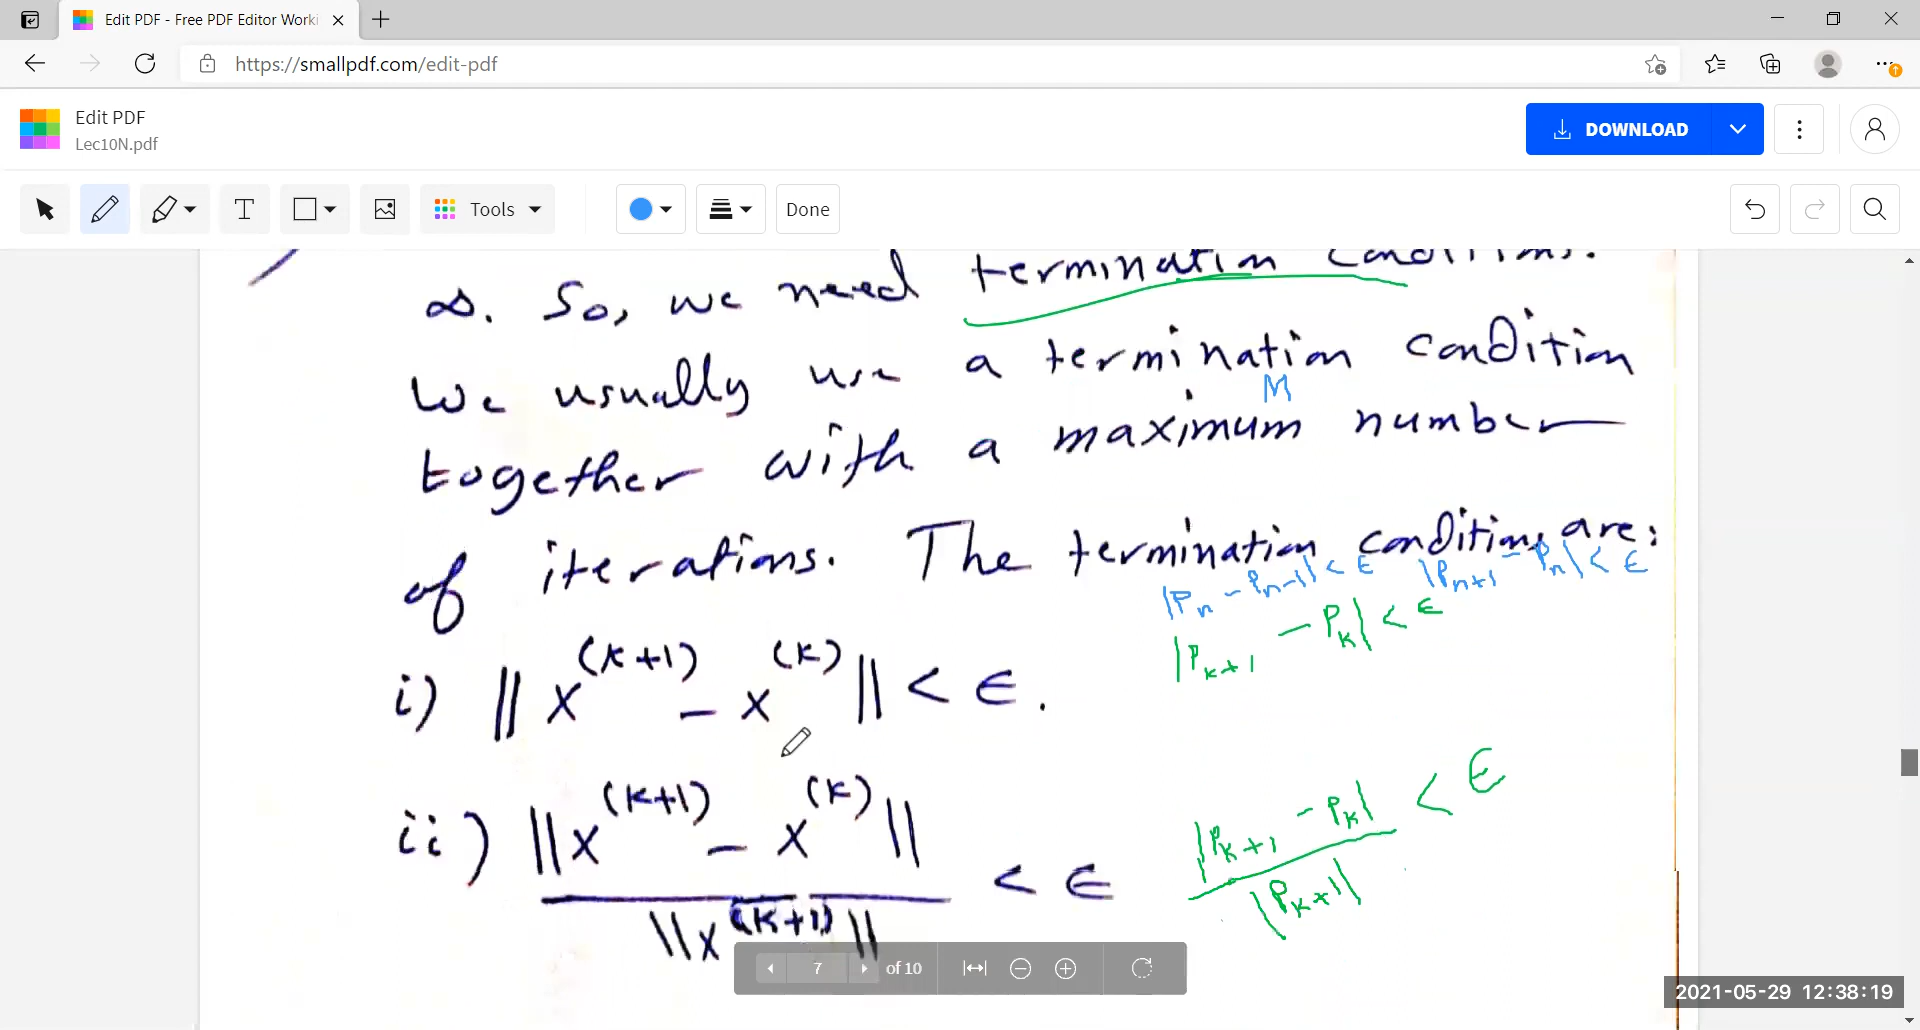 Edit PDF - Free PDF Editor Worki
https://smallpdf.com/edit-pdf
Edit PDF
Lec10N.pdf
DOWNLOAD
T
Tools
Done
∞. So, we need termination conditions.
We usually use a termination condition
M
together with a maximum number
of iterations. The termination conditions are:
|Pn - Pn-1| < ε |Pn+1 - Pn| < ε
|Pk+1 - Pk| < ε
i) || x^(k+1) - x^(k) || < ε.
ii) || x^(k+1) - x^(k) || / || x^(k+1) || < ε
|Pk+1 - Pk| / |Pk+1| < ε
7 of 10
2021-05-29 12:38:19